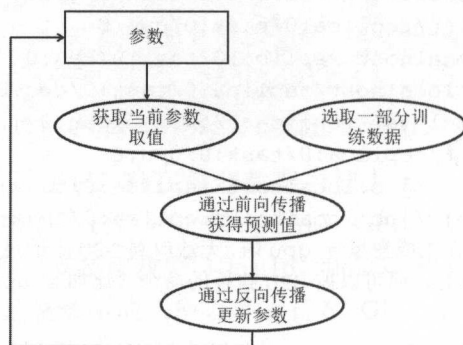 参数
获取当前参数
取值
选取一部分训
练数据
通过前向传播
获得预测值
通过反向传播
更新参数